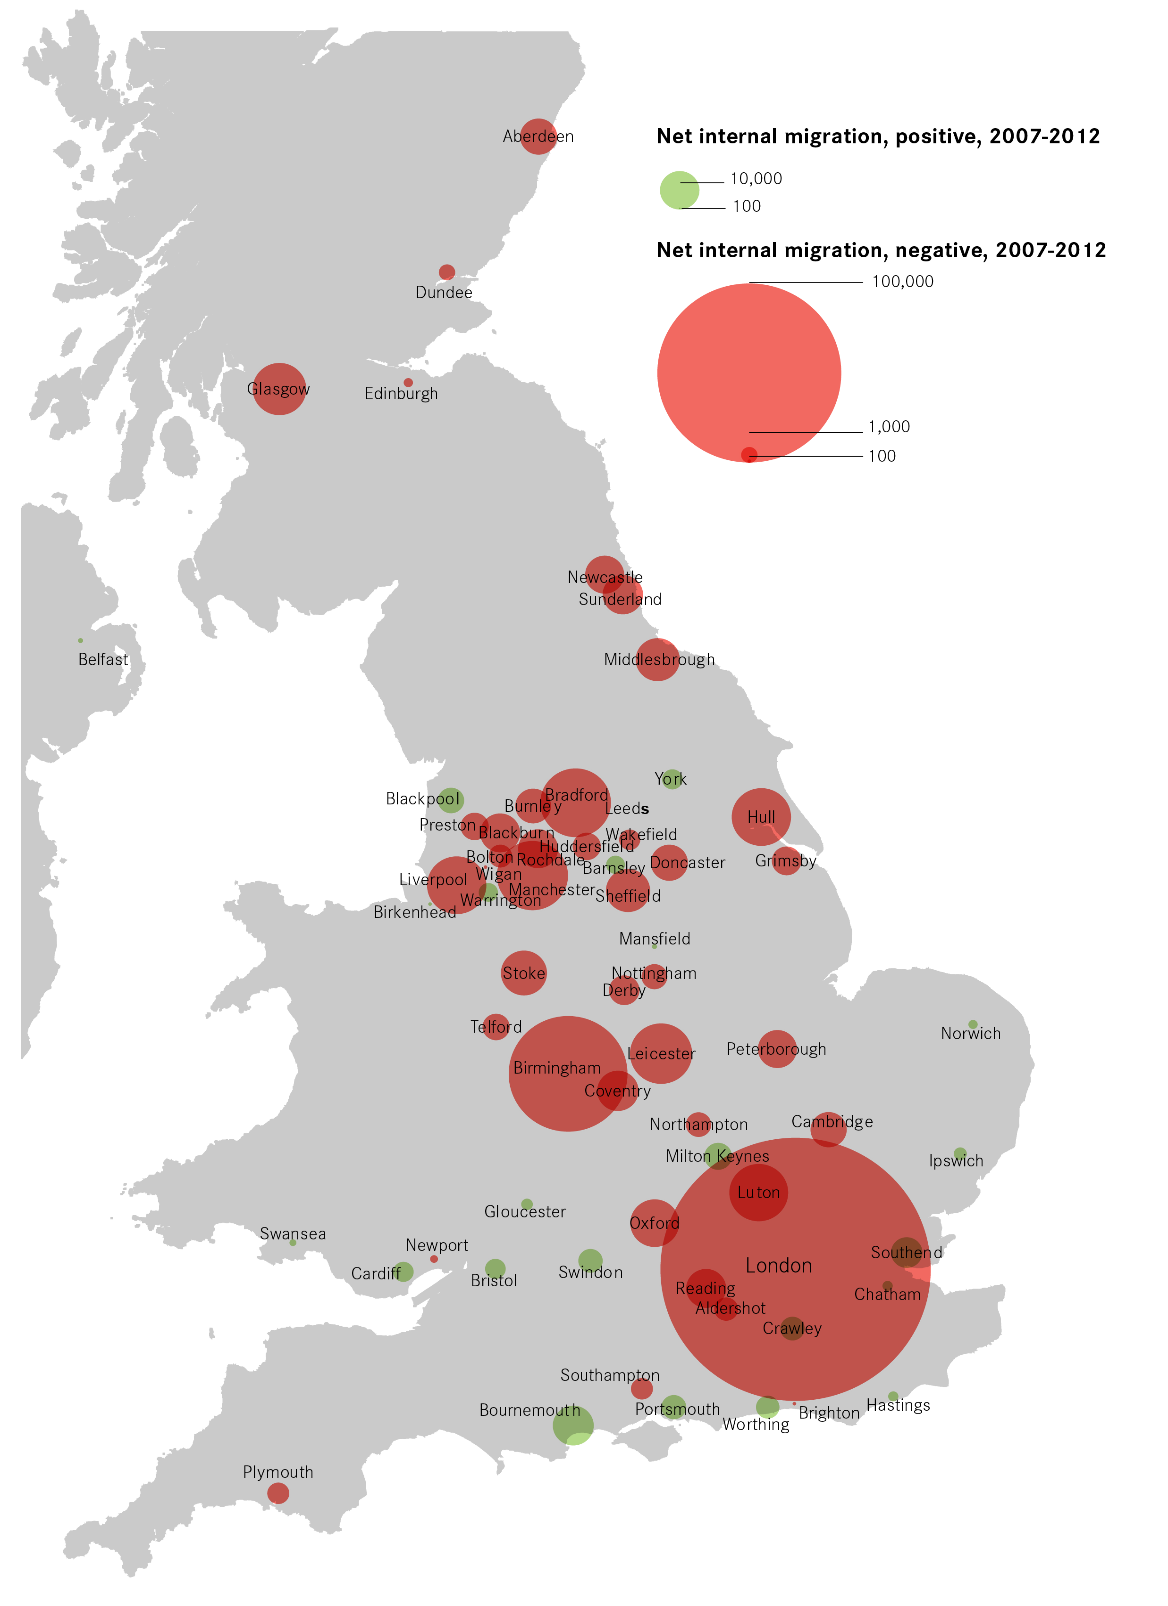 Aberdeen
Net internal migration, positive, 2007-2012
10,000
100
Net internal migration, negative, 2007-2012
100,000
1,000
100
Dundee
Glasgow
Edinburgh
Newcastle
Sunderland
Belfast
Middlesbrough
York
Blackpool
Bradford
Burnley
Leeds
Hull
Preston
Blackburn
Wakefield
Huddersfield
Bolton
Rochdale
Barnsley
Doncaster
Grimsby
Wigan
Liverpool
Manchester
Sheffield
Warrington
Birkenhead
Mansfield
Stoke
Nottingham
Derby
Telford
Norwich
Birmingham
Leicester
Peterborough
Coventry
Northampton
Cambridge
Milton Keynes
Ipswich
Luton
Gloucester
Oxford
Swansea
Newport
Southend
Cardiff
Bristol
Swindon
London
Reading
Chatham
Aldershot
Crawley
Southampton
Bournemouth
Portsmouth
Hastings
Brighton
Worthing
Plymouth